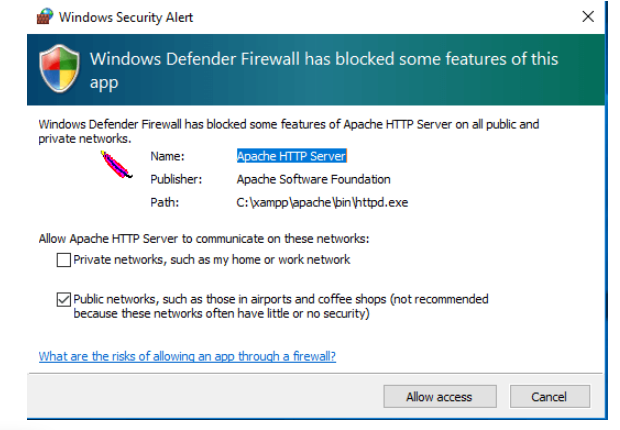 Windows Security Alert
Windows Defender Firewall has blocked some features of this
app
Windows Defender Firewall has blocked some features of Apache HTTP Server on all public and
private networks.
Name: Apache HTTP Server
Publisher: Apache Software Foundation
Path: C:\xampp\apache\bin\httpd.exe
Allow Apache HTTP Server to communicate on these networks:
Private networks, such as my home or work network
Public networks, such as those in airports and coffee shops (not recommended
because these networks often have little or no security)
What are the risks of allowing an app through a firewall?
Allow access Cancel